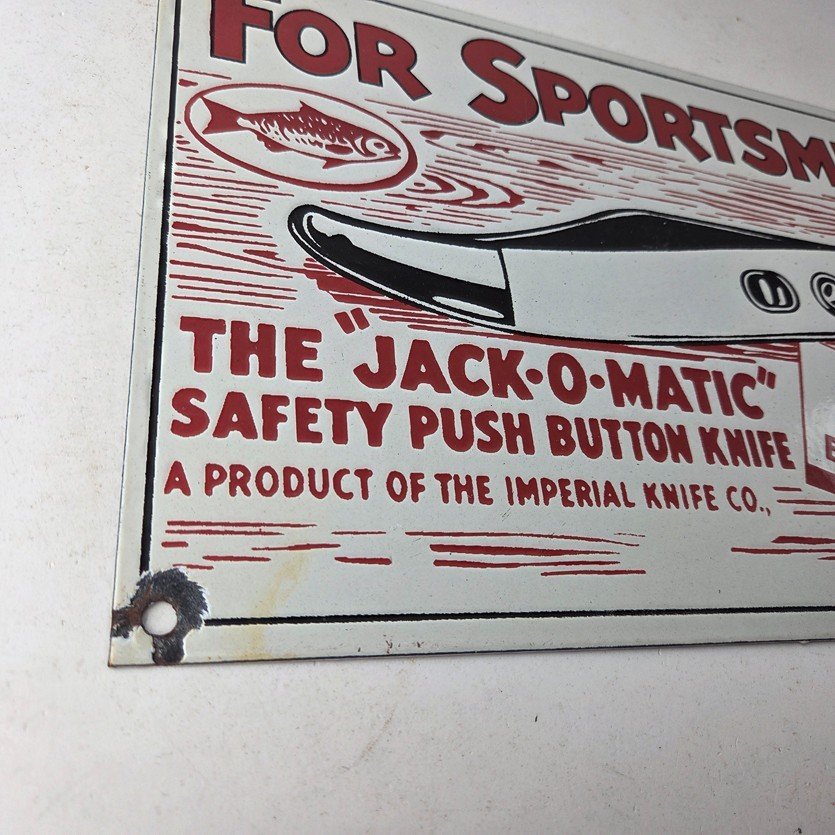 FOR SPORTSM
THE "JACK·O·MATIC"
SAFETY PUSH BUTTON KNIFE
A PRODUCT OF THE IMPERIAL KNIFE CO.,